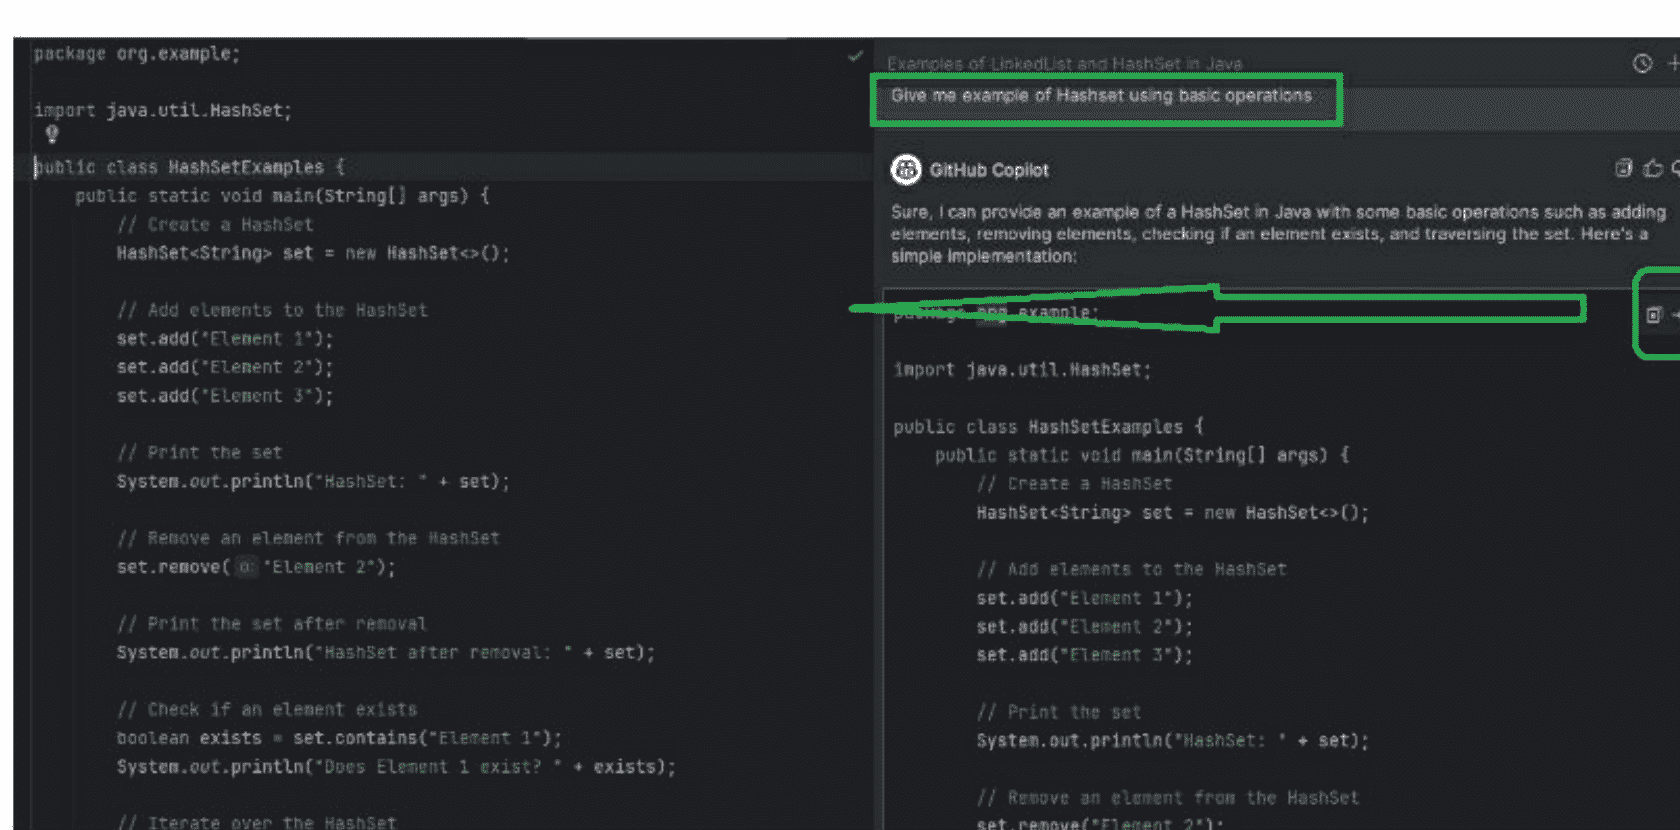 package org.example;
import java.util.HashSet;
public class HashSetExamples {
public static void main(String[] args) {
// Create a HashSet
HashSet<String> set = new HashSet<>();
// Add elements to the HashSet
set.add("Element 1");
set.add("Element 2");
set.add("Element 3");
// Print the set
System.out.println("HashSet: " + set);
// Remove an element from the HashSet
set.remove( o: "Element 2");
// Print the set after removal
System.out.println("HashSet after removal: " + set);
// Check if an element exists
boolean exists = set.contains("Element 1");
System.out.println("Does Element 1 exist? " + exists);
// Iterate over the HashSet
Examples of LinkedList and HashSet in Java
Give me example of Hashset using basic operations
GitHub Copilot
Sure, I can provide an example of a HashSet in Java with some basic operations such as adding
elements, removing elements, checking if an element exists, and traversing the set. Here's a
simple implementation:
package org.example;
import java.util.HashSet;
public class HashSetExamples {
public static void main(String[] args) {
// Create a HashSet
HashSet<String> set = new HashSet<>();
// Add elements to the HashSet
set.add("Element 1");
set.add("Element 2");
set.add("Element 3");
// Print the set
System.out.println("HashSet: " + set);
// Remove an element from the HashSet
set.remove("Element 2");